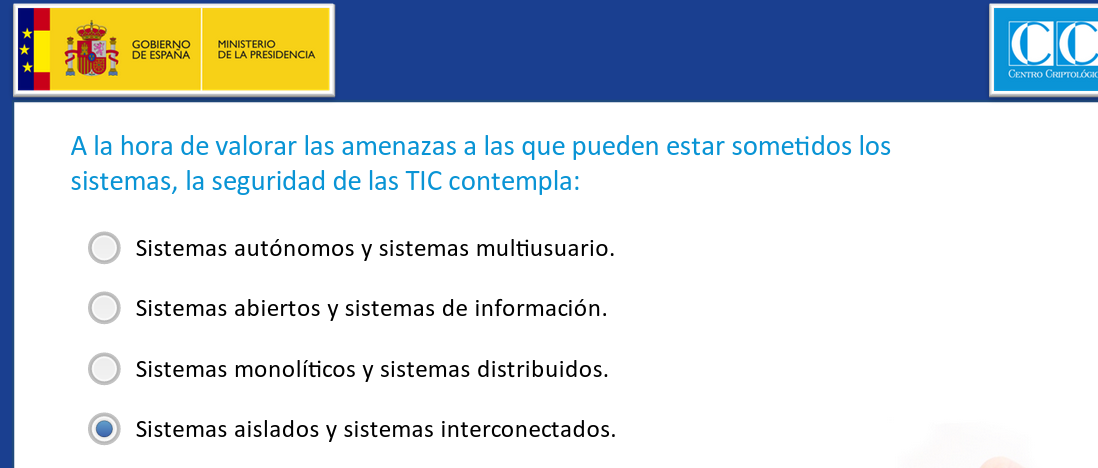 GOBIERNO
DE ESPAÑA
MINISTERIO
DE LA PRESIDENCIA
CC
CENTRO
A la hora de valorar las amenazas a las que pueden estar sometidos los
sistemas, la seguridad de las TIC contempla:
Sistemas autónomos y sistemas multiusuario.
Sistemas abiertos y sistemas de información.
Sistemas monolíticos y sistemas distribuidos.
Sistemas aislados y sistemas interconectados.